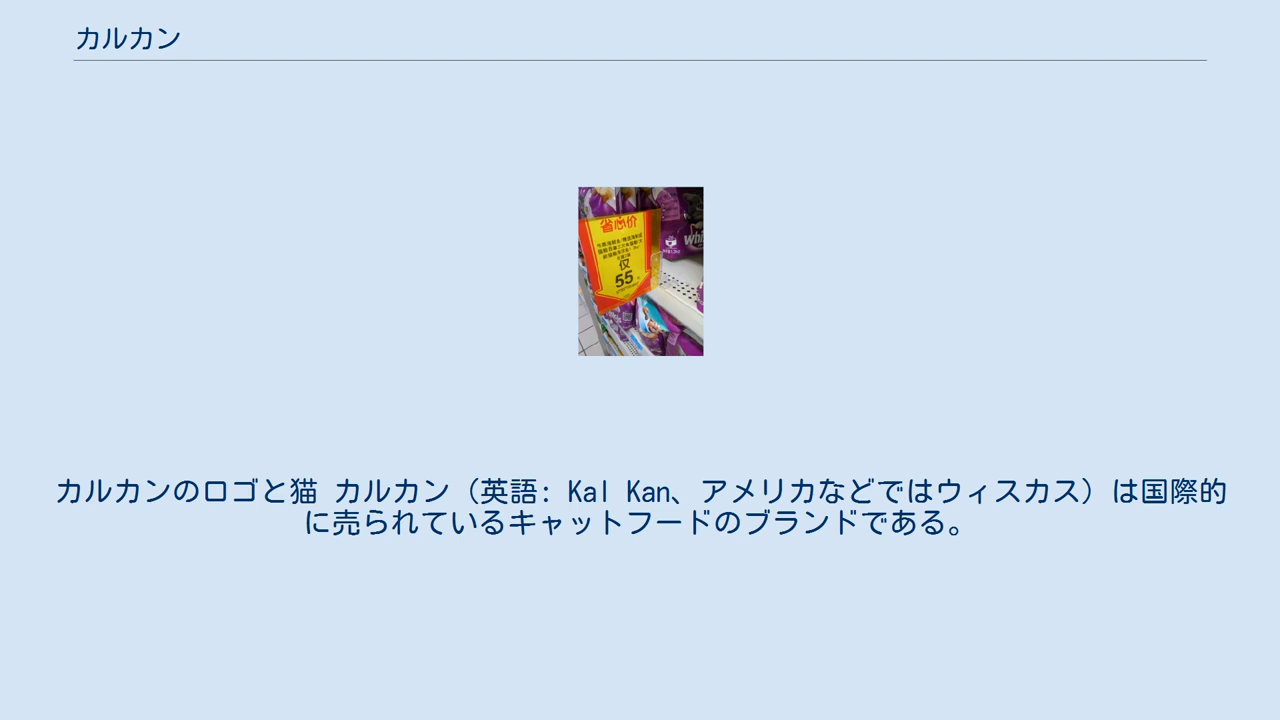 カルカン
省心价
仅
55
Whi
カルカンのロゴと猫 カルカン（英語: Kal Kan、アメリカなどではウィスカス）は国際的
に売られているキャットフードのブランドである。